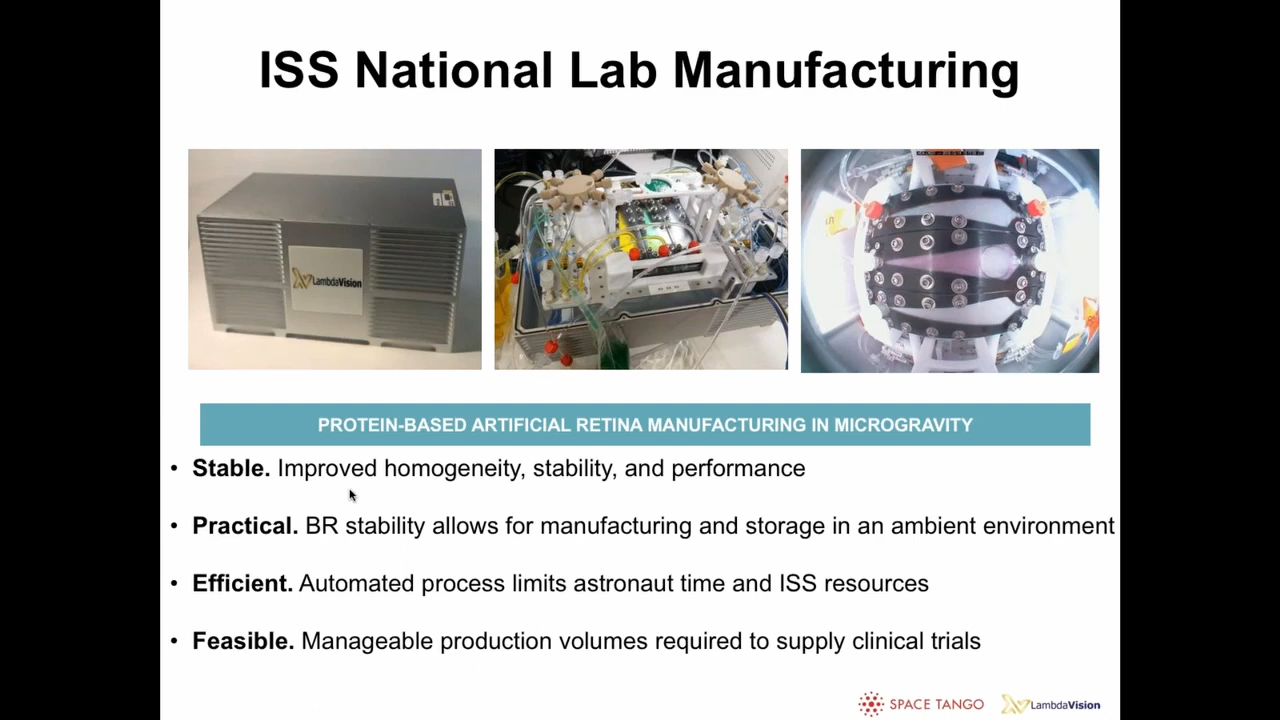 ISS National Lab Manufacturing
LambdaVision
PROTEIN-BASED ARTIFICIAL RETINA MANUFACTURING IN MICROGRAVITY
• Stable. Improved homogeneity, stability, and performance
• Practical. BR stability allows for manufacturing and storage in an ambient environment
• Efficient. Automated process limits astronaut time and ISS resources
• Feasible. Manageable production volumes required to supply clinical trials
SPACE TANGO
LambdaVision